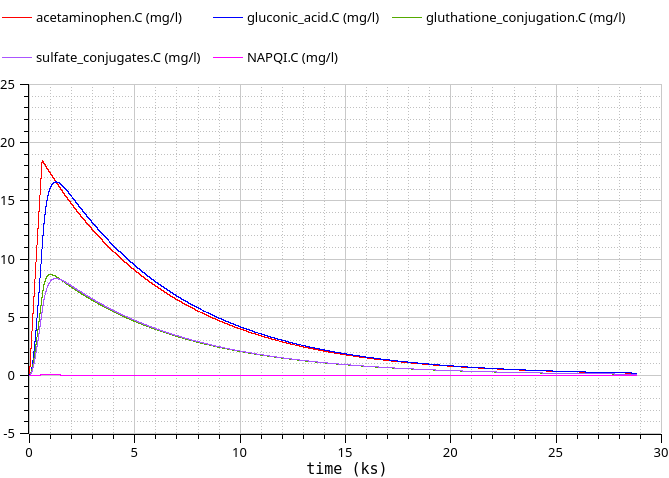 acetaminophen.C (mg/l) gluconic_acid.C (mg/l) gluthatione_conjugation.C (mg/l)
sulfate_conjugates.C (mg/l) NAPQI.C (mg/l)
25
20
15
10
5
0
-5
0 5 10 15 20 25 30
time (ks)